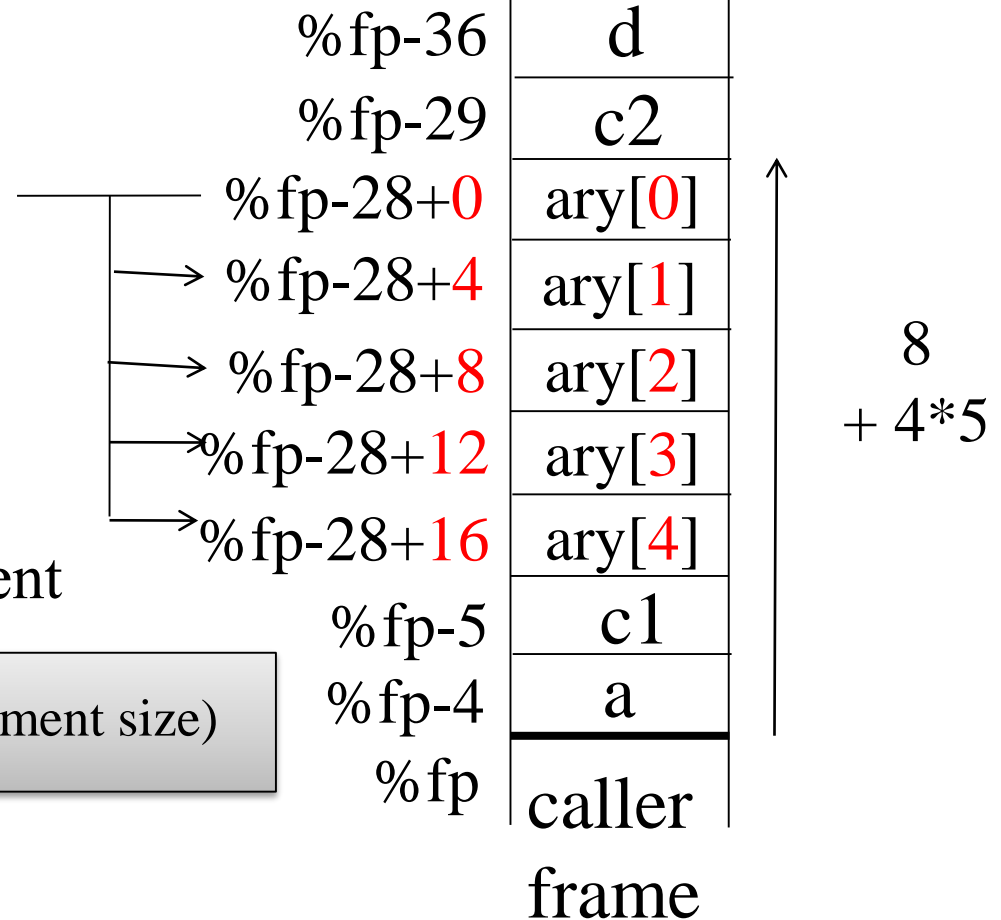 %fp-36 d
%fp-29 c2
%fp-28+0 ary[0]
%fp-28+4 ary[1]
%fp-28+8 ary[2]
%fp-28+12 ary[3]
%fp-28+16 ary[4]
8
+ 4*5
ent
%fp-5 c1
ment size)
%fp-4 a
%fp caller
frame